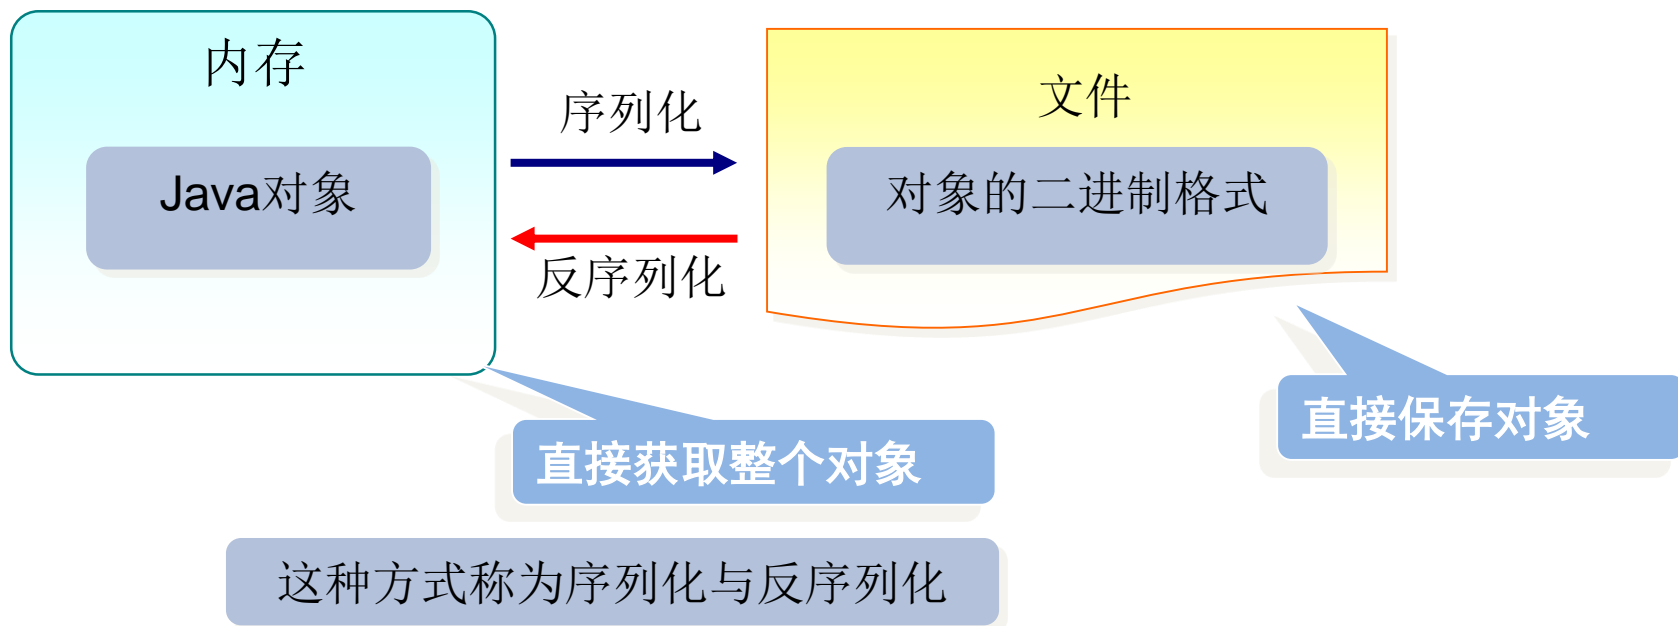 内存
文件
序列化
Java对象
对象的二进制格式
反序列化
直接保存对象
直接获取整个对象
这种方式称为序列化与反序列化